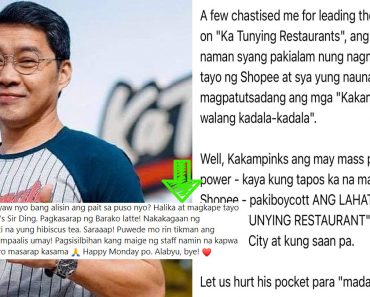 A few chastised me for leading the
on "Ka Tunying Restaurants", ang
naman syang pakialam nung nagm
tayo ng Shopee at sya yung nauna
magpatutsadang ang mga "Kakam
walang kadala-kadala".
Well, Kakampinks ang may mass p
power - kaya kung tapos ka na ma
Shopee - pakiboycott ANG LAHAT
UNYING RESTAURANT"
City at kung saan pa.
Let us hurt his pocket para "mada
yaw nyo bang alisin ang pait sa puso nyo? Halika at magkape tayo
's Sir Ding. Pagkasarap ng Barako latte! Nakakagaan ng
ti na yung hibiscus tea. Saraaap! Puwede mo rin tikman ang
mpaalis umay! Pagsisilbihan kang maige ng staff namin na kapwa
o masarap kasama 🙏 Happy Monday po. Alabyu, bye! ❤️